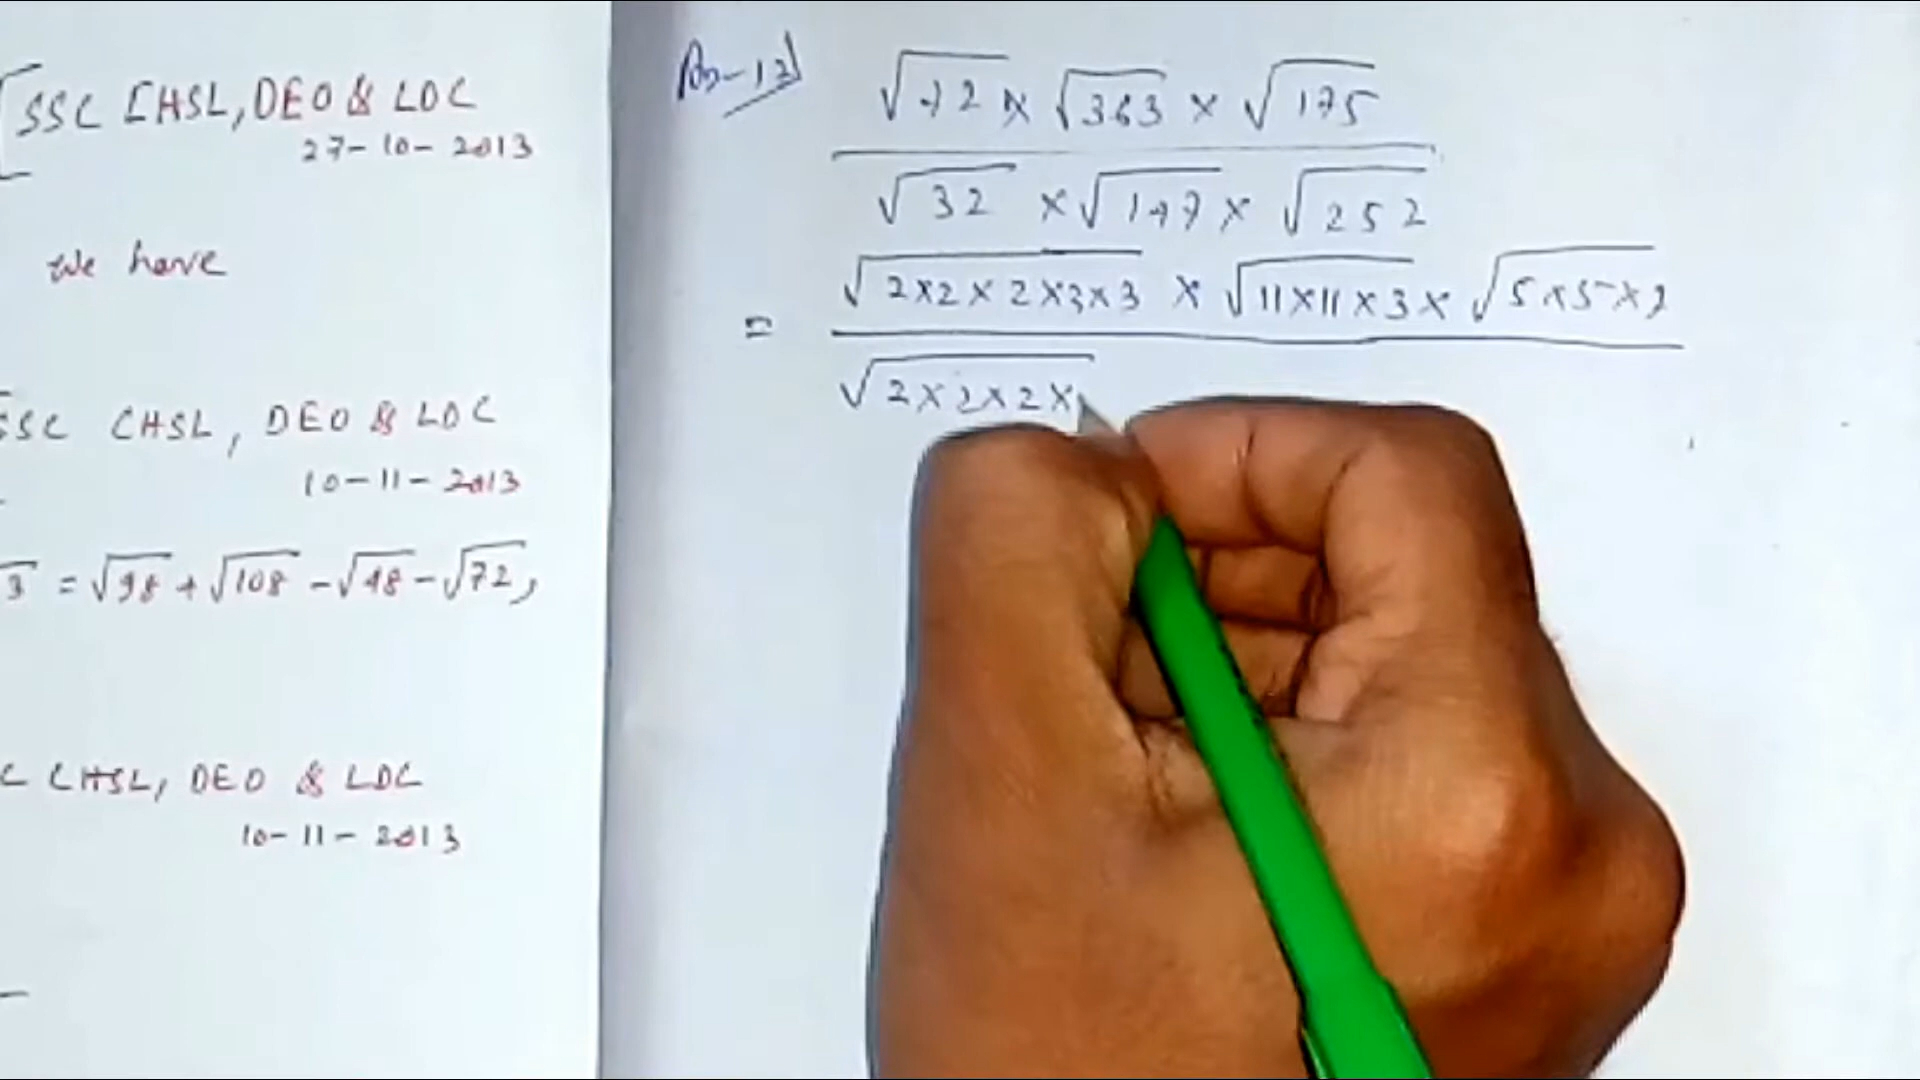 SSC CHSL, DEO & LDC
27-10-2013
We have
SSC CHSL, DEO & LDC
10-11-2013
3 = √98 + √108 - √48 - √72,
C CHSL, DEO & LDC
10-11-2013
Ans-12)
√72 × √363 × √175
√32 × √147 × √252
= √2×2×2×3×3 × √11×11×3 × √5×5×7
√2×2×2×